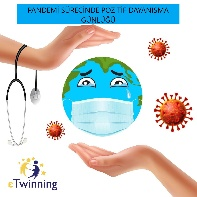 PANDEMİ SÜRECİNDE POZİTİF DAYANIŞMA
GÜNLÜĞÜ
eTwinning